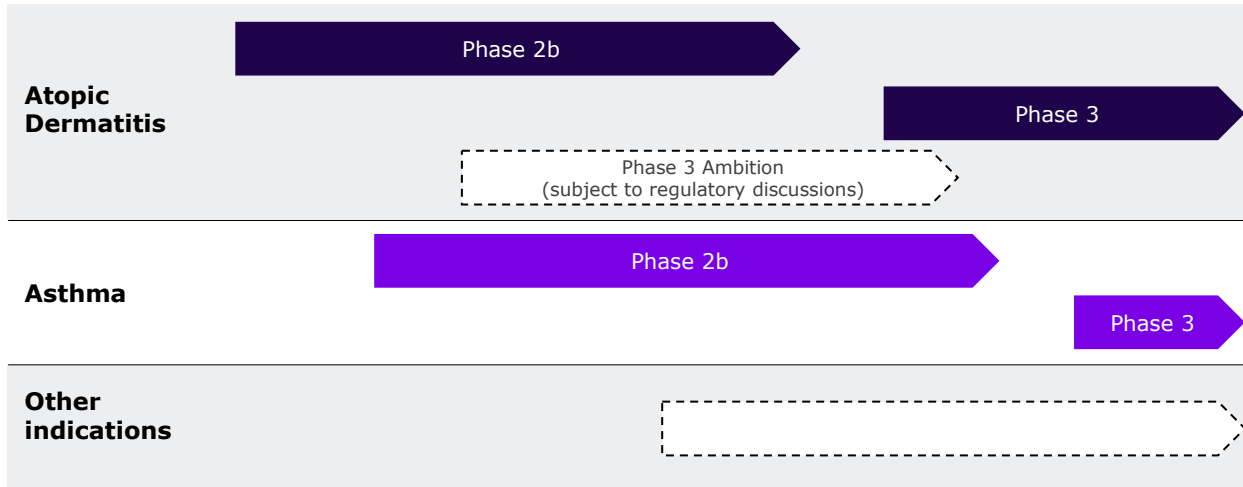 Phase 2b
Atopic
Dermatitis
Phase 3
Phase 3 Ambition
(subject to regulatory discussions)
Phase 2b
Asthma
Phase 3
Other
indications